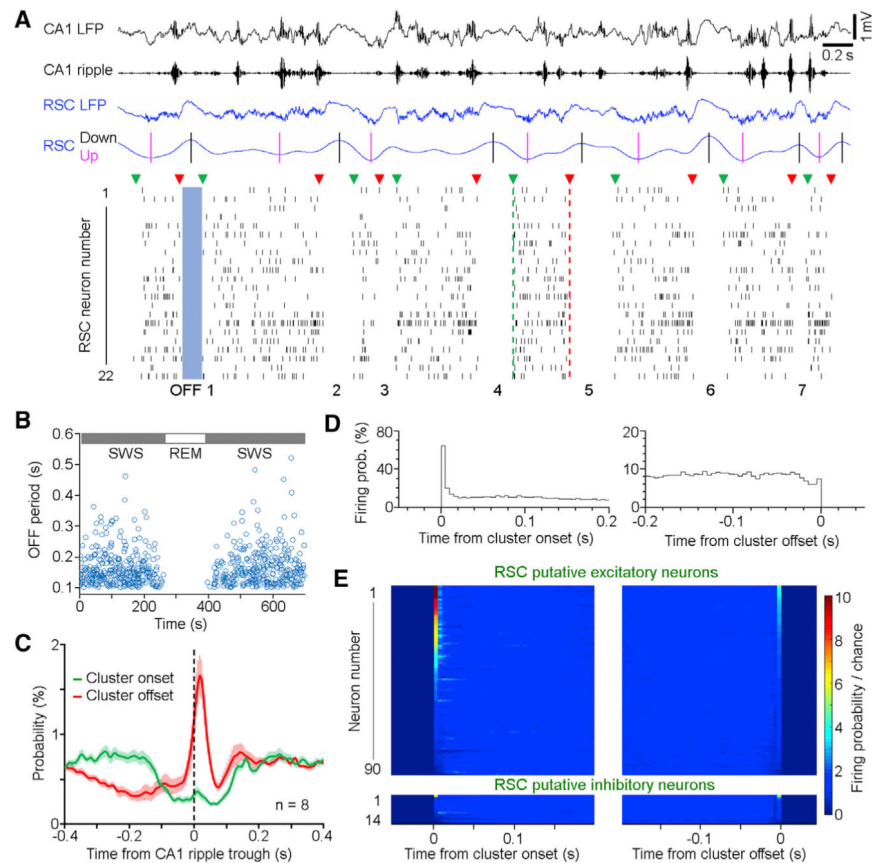 A
CA1 LFP
1mV
0.2 s
CA1 ripple
RSC LFP
RSC Down
Up
1
RSC neuron number
22
OFF 1 2 3 4 5 6 7
B
0.6
0.5
0.4
0.3
0.2
0.1
OFF period (s)
SWS REM SWS
0 200 400 600
Time (s)
C
2
1
0
Probability (%)
Cluster onset
Cluster offset
n = 8
-0.4 -0.2 0 0.2 0.4
Time from CA1 ripple trough (s)
D
Firing prob. (%)
80
40
0
0 0.2
Time from cluster onset (s)
20
10
0
-0.2 -0.1 0
Time from cluster offset (s)
E
RSC putative excitatory neurons
1
Neuron number
90
RSC putative inhibitory neurons
1
14
0 0.1
Time from cluster onset (s)
-0.1 0
Time from cluster offset (s)
10
8
6
4
2
0
Firing probability / chance